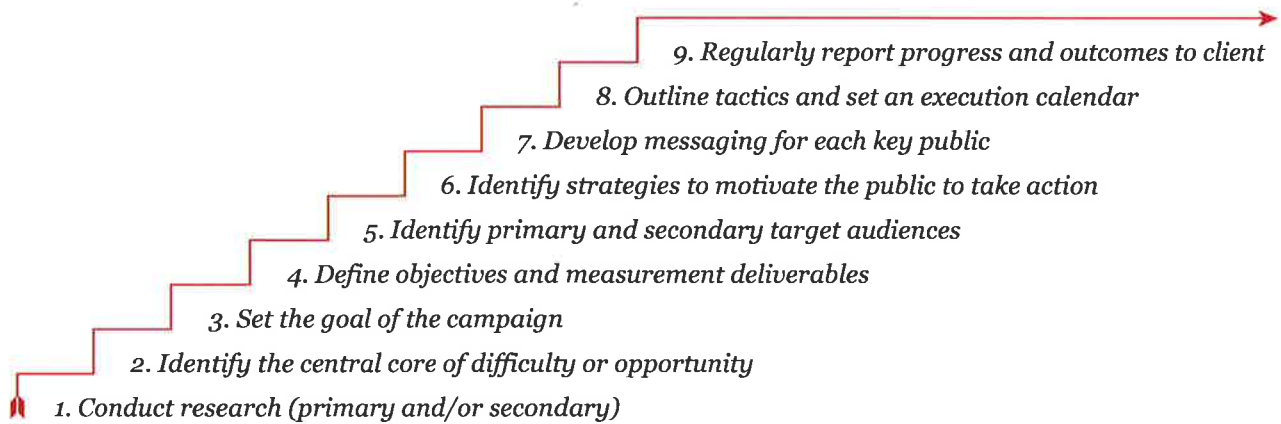 9. Regularly report progress and outcomes to client
8. Outline tactics and set an execution calendar
7. Develop messaging for each key public
6. Identify strategies to motivate the public to take action
5. Identify primary and secondary target audiences
4. Define objectives and measurement deliverables
3. Set the goal of the campaign
2. Identify the central core of difficulty or opportunity
1. Conduct research (primary and/or secondary)